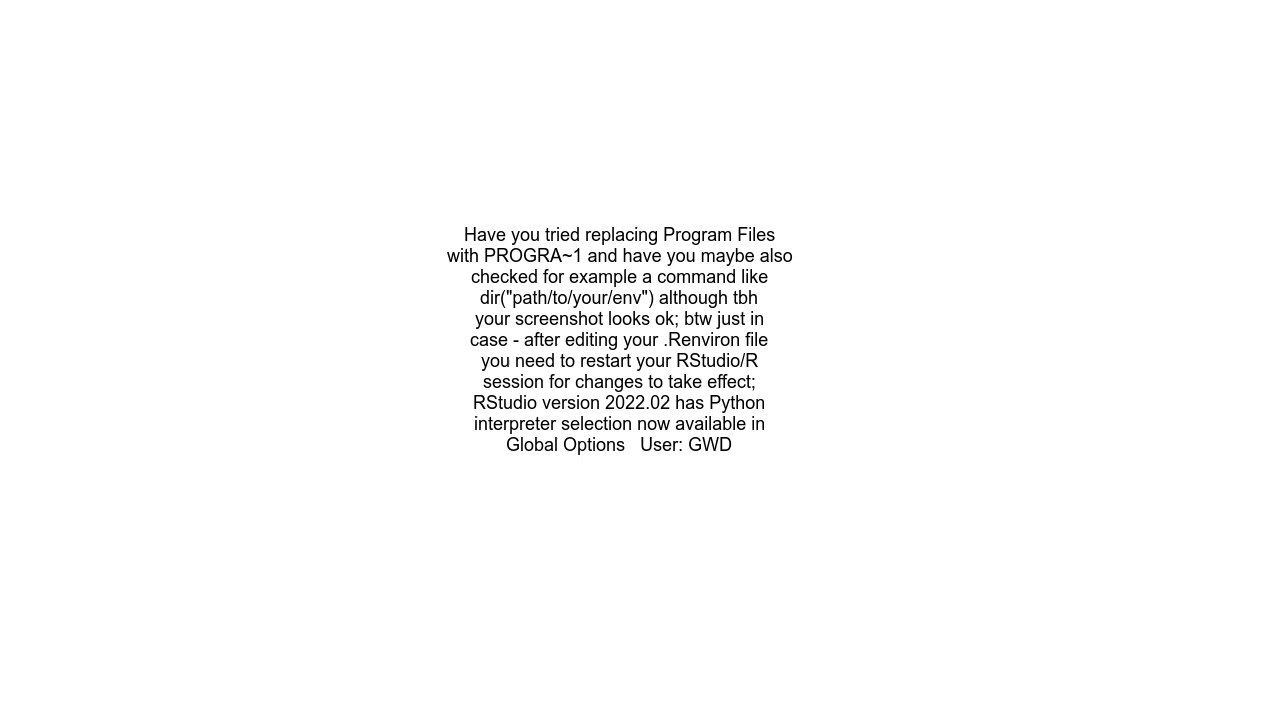 Have you tried replacing Program Files
with PROGRA~1 and have you maybe also
checked for example a command like
dir("path/to/your/env") although tbh
your screenshot looks ok; btw just in
case - after editing your .Renviron file
you need to restart your RStudio/R
session for changes to take effect;
RStudio version 2022.02 has Python
interpreter selection now available in
Global Options   User: GWD